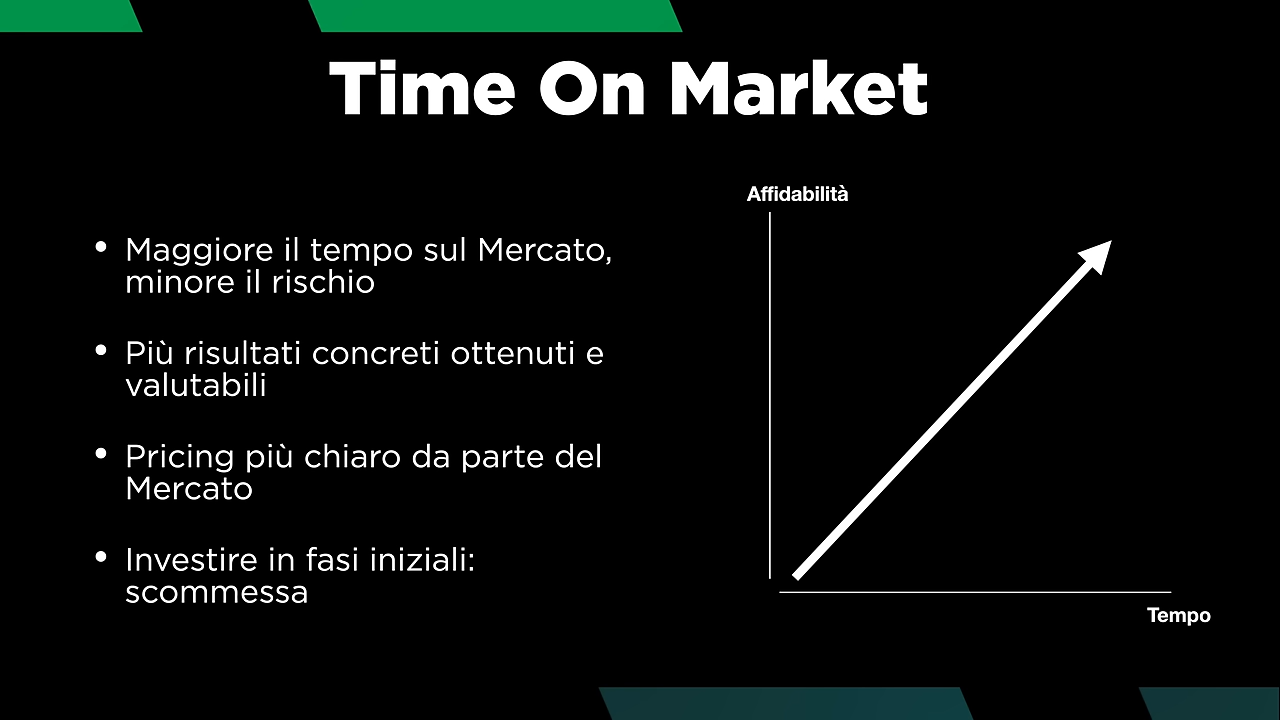 Time On Market
• Maggiore il tempo sul Mercato,
minore il rischio
• Più risultati concreti ottenuti e
valutabili
• Pricing più chiaro da parte del
Mercato
• Investire in fasi iniziali:
scommessa
Affidabilità
Tempo